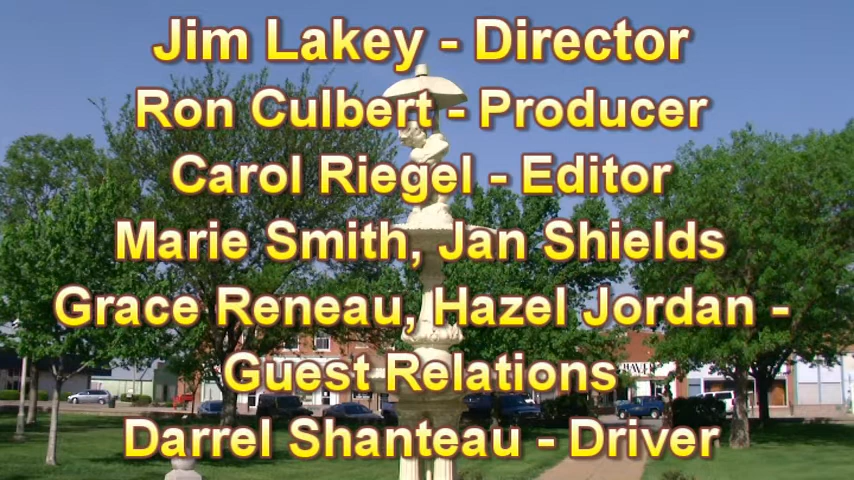 Jim Lakey - Director
Ron Culbert - Producer
Carol Riegel - Editor
Marie Smith, Jan Shields
Grace Reneau, Hazel Jordan -
Guest Relations
Darrel Shanteau - Driver